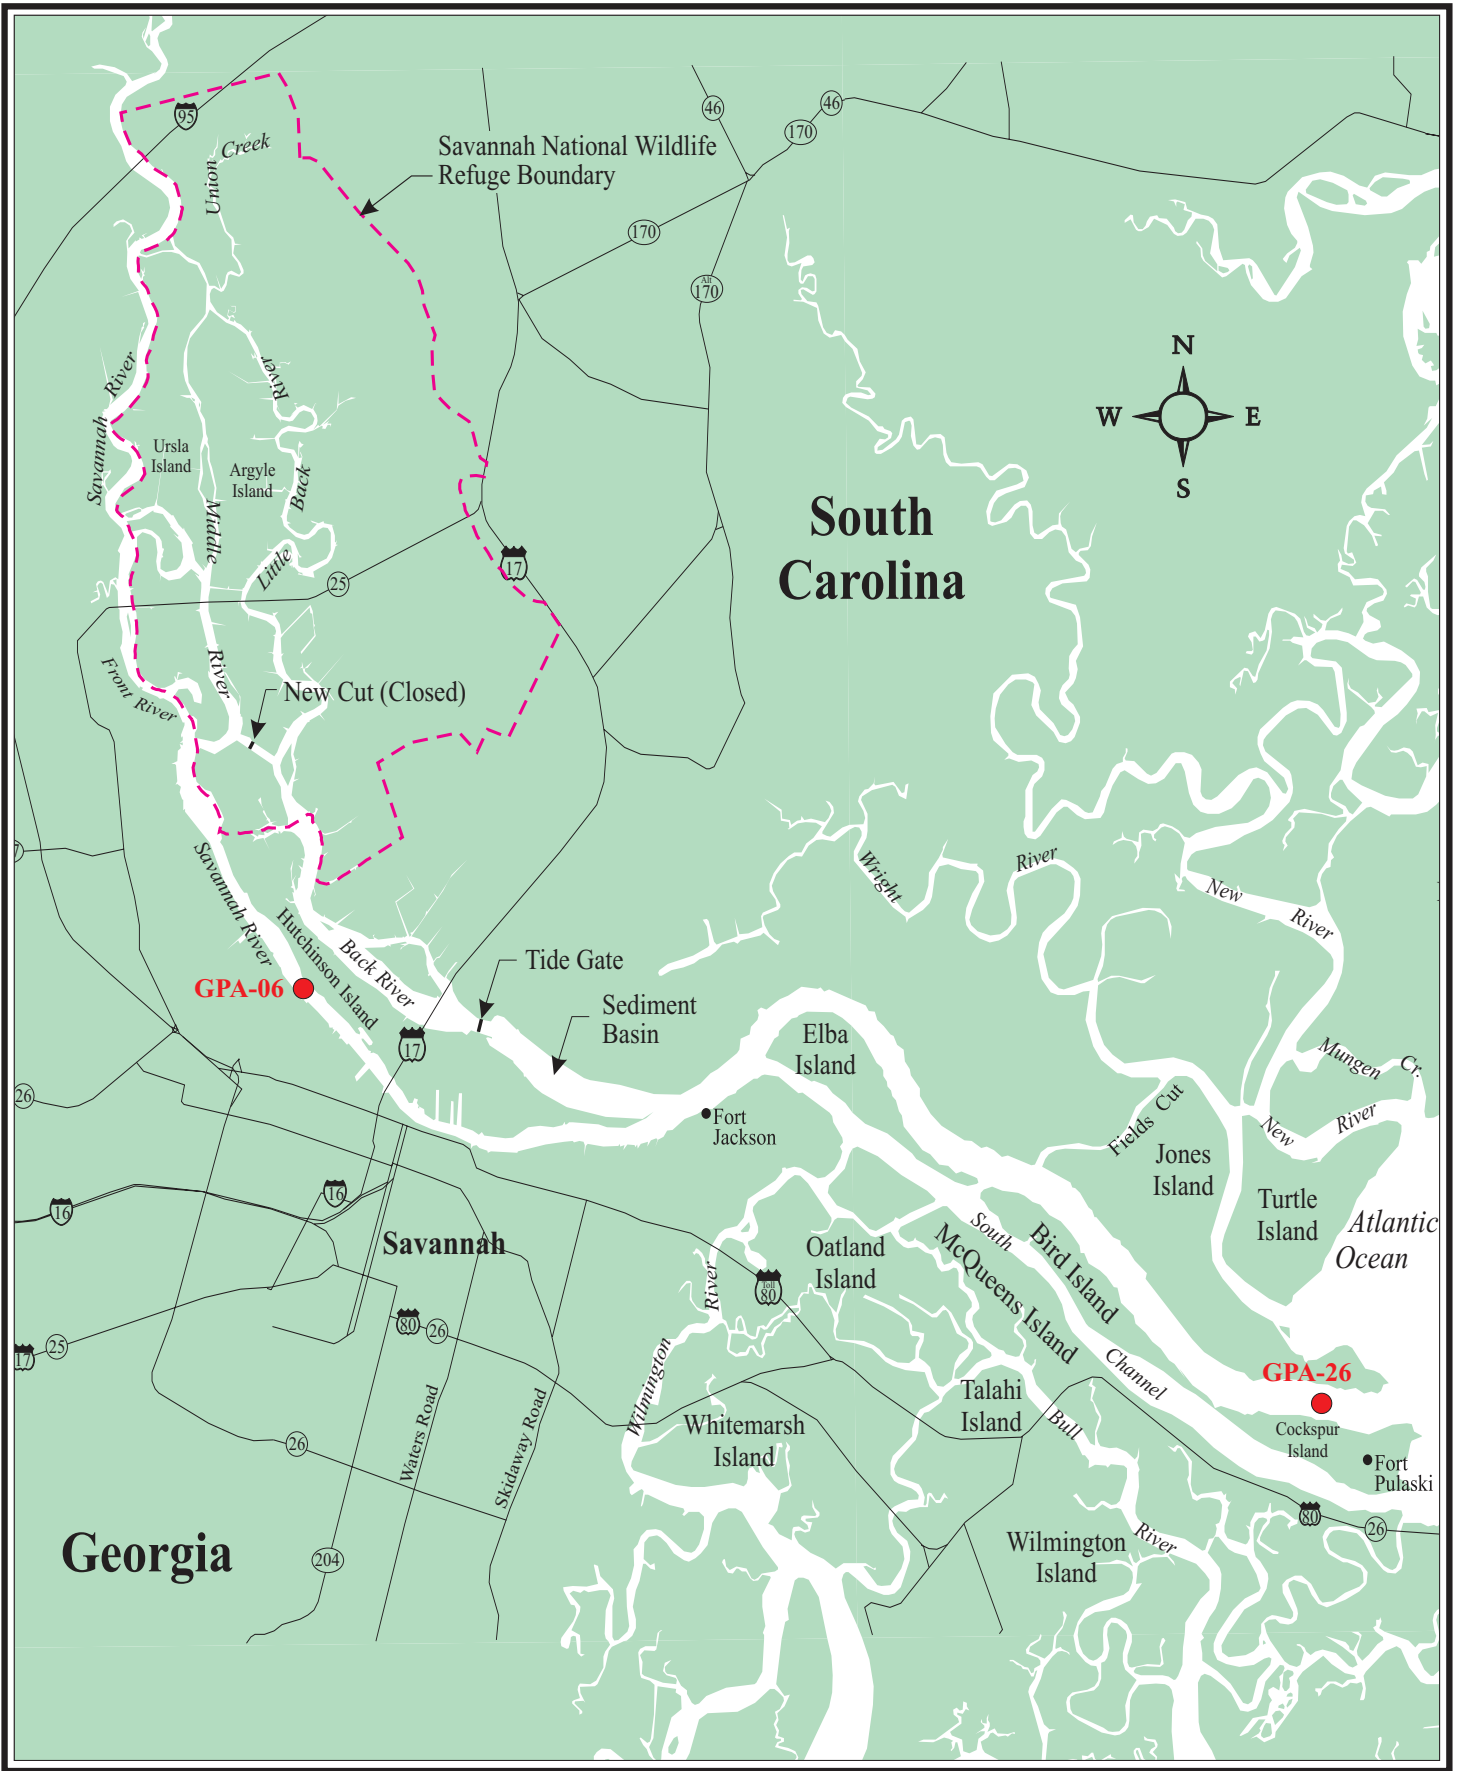 95
Creek
Union
Savannah National Wildlife
Refuge Boundary
46
46
170
170
Alt
170
N
W
E
S
River
Savannah
River
Ursla
Island
Argyle
Island
Back
Middle
Little
25
17
South
Carolina
Front River
River
New Cut (Closed)
Savannah River
Hutchinson Island
Back River
GPA-06
Tide Gate
Sediment
Basin
17
Wright
River
New
River
Elba
Island
Fort
Jackson
Mungen
Cr.
Fields Cut
New
River
Jones
Island
Turtle
Island
Atlantic
Ocean
26
16
16
Savannah
South
Bird Island
McQueens Island
Oatland
Island
River
Toll
80
Wilmington
80
26
25
17
Channel
GPA-26
Cockspur
Island
Fort
Pulaski
Talahi
Island
Bull
Whitemarsh
Island
Waters Road
Skidaway Road
26
80
26
River
Wilmington
Island
Georgia
204